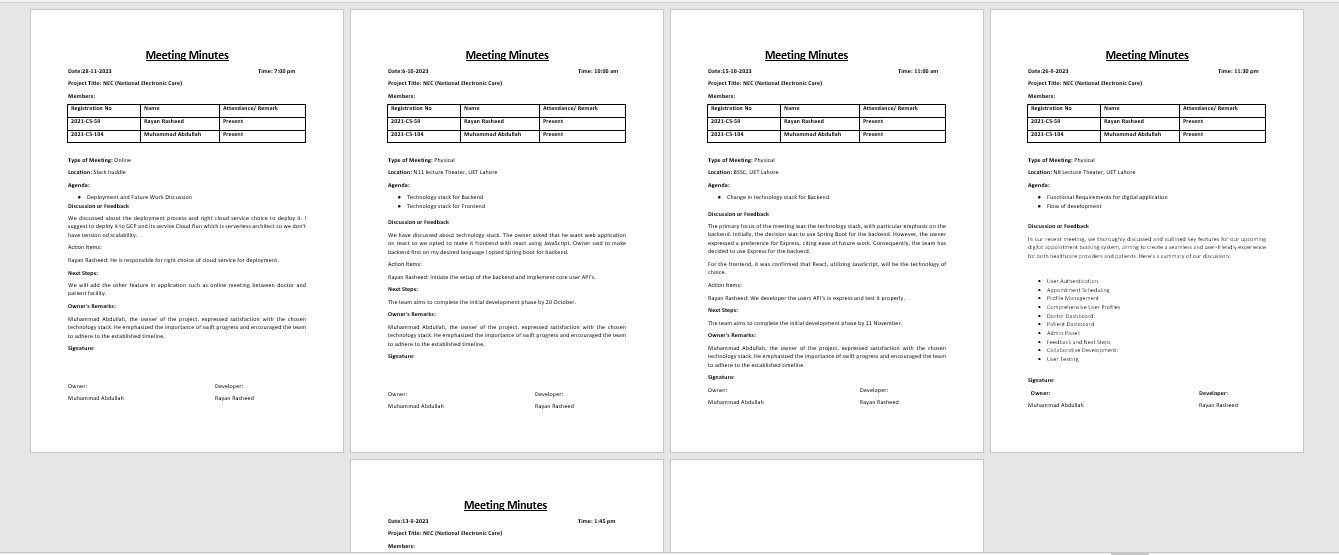 Meeting Minutes
Date:28-11-2023 Time: 7:00 pm
Project Title: NEC (National Electronic Care)
Members:
Registration No Name Attendance/ Remark
2021-CS-59 Rayan Rasheed Present
2021-CS-104 Muhammad Abdullah Present
Type of Meeting: Online
Location: Slack huddle
Agenda:
• Deployment and Future Work Discussion
Discussion or Feedback
We discussed about the deployment process and right cloud service choice to deploy it. I
suggest to deploy it to GCP and its service Cloud Run which is serverless architect so we don't
have tension od scalability.
Action Items:
Rayan Rasheed: He is responsible for right choice of cloud service for deployment.
Next Steps:
We will add the other feature in application such as online meeting between doctor and
patient facility.
Owner's Remarks:
Muhammad Abdullah, the owner of the project, expressed satisfaction with the chosen
technology stack. He emphasized the importance of swift progress and encouraged the team
to adhere to the established timeline.
Signature:
Owner: Developer:
Muhammad Abdullah Rayan Rasheed
Meeting Minutes
Date:6-10-2023 Time: 10:00 am
Project Title: NEC (National Electronic Care)
Members:
Registration No Name Attendance/ Remark
2021-CS-59 Rayan Rasheed Present
2021-CS-104 Muhammad Abdullah Present
Type of Meeting: Physical
Location: N11 lecture Theater, UET Lahore
Agenda:
• Technology stack for Backend
• Technology stack for Frontend
Discussion or Feedback
We have discussed about technology stack. The owner asked that he want web application
on react so we opted to make it frontend with react using JavaScript. Owner said to make
backend first on my desired language I opted Spring boot for backend.
Action Items:
Rayan Rasheed: Initiate the setup of the backend and implement core user API's.
Next Steps:
The team aims to complete the initial development phase by 20 October.
Owner's Remarks:
Muhammad Abdullah, the owner of the project, expressed satisfaction with the chosen
technology stack. He emphasized the importance of swift progress and encouraged the team
to adhere to the established timeline.
Signature:
Owner: Developer:
Muhammad Abdullah Rayan Rasheed
Meeting Minutes
Date:15-10-2023 Time: 11:00 am
Project Title: NEC (National Electronic Care)
Members:
Registration No Name Attendance/ Remark
2021-CS-59 Rayan Rasheed Present
2021-CS-104 Muhammad Abdullah Present
Type of Meeting: Physical
Location: BSSC, UET Lahore
Agenda:
• Change in technology stack for Backend
Discussion or Feedback
The primary focus of the meeting was the technology stack, with particular emphasis on the
backend. Initially, the decision was to use Spring Boot for the backend. However, the owner
expressed a preference for Express, citing ease of future work. Consequently, the team has
decided to use Express for the backend.
For the frontend, it was confirmed that React, utilizing JavaScript, will be the technology of
choice.
Action Items:
Rayan Rasheed: We developer the users API's in express and test it properly.
Next Steps:
The team aims to complete the initial development phase by 11 November.
Owner's Remarks:
Muhammad Abdullah, the owner of the project, expressed satisfaction with the chosen
technology stack. He emphasized the importance of swift progress and encouraged the team
to adhere to the established timeline.
Signature:
Owner: Developer:
Muhammad Abdullah Rayan Rasheed
Meeting Minutes
Date:26-9-2023 Time: 11:30 pm
Project Title: NEC (National Electronic Care)
Members:
Registration No Name Attendance/ Remark
2021-CS-59 Rayan Rasheed Present
2021-CS-104 Muhammad Abdullah Present
Type of Meeting: Physical
Location: N8 Lecture Theater, UET Lahore
Agenda:
• Functional Requirements for digital application
• Flow of development
Discussion or Feedback
In our recent meeting, we thoroughly discussed and outlined key features for our upcoming
digital appointment booking system, aiming to create a seamless and user-friendly experience
for both healthcare providers and patients. Here's a summary of our discussion:
• User Authentication
• Appointment Scheduling
• Profile Management
• Comprehensive User Profiles
• Doctor Dashboard:
• Patient Dashboard
• Admin Panel:
• Feedback and Next Steps
• Collaborative Development:
• User Testing
Signature:
Owner: Developer:
Muhammad Abdullah Rayan Rasheed
Meeting Minutes
Date:13-9-2023 Time: 1:45 pm
Project Title: NEC (National Electronic Care)
Members: